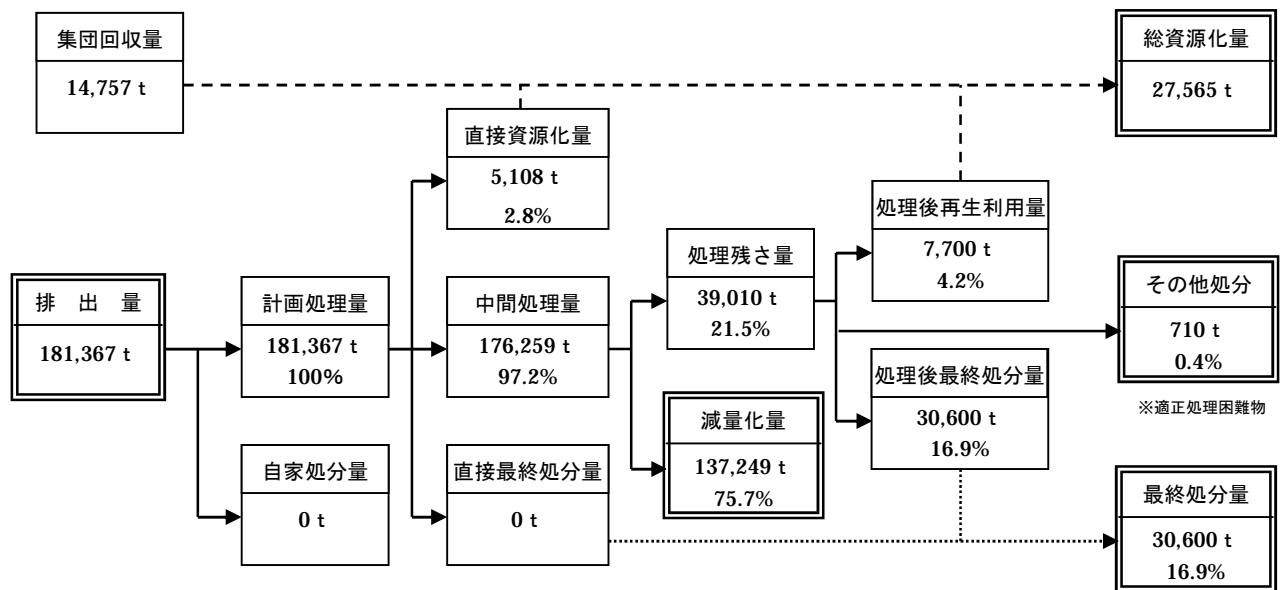 集団回収量
14,757 t
総資源化量
27,565 t
直接資源化量
5,108 t
2.8%
処理後再生利用量
7,700 t
4.2%
処理残さ量
39,010 t
21.5%
排　出　量
181,367 t
計画処理量
181,367 t
100%
中間処理量
176,259 t
97.2%
その他処分
710 t
0.4%
※適正処理困難物
処理後最終処分量
30,600 t
16.9%
減量化量
137,249 t
75.7%
自家処分量
0 t
直接最終処分量
0 t
最終処分量
30,600 t
16.9%